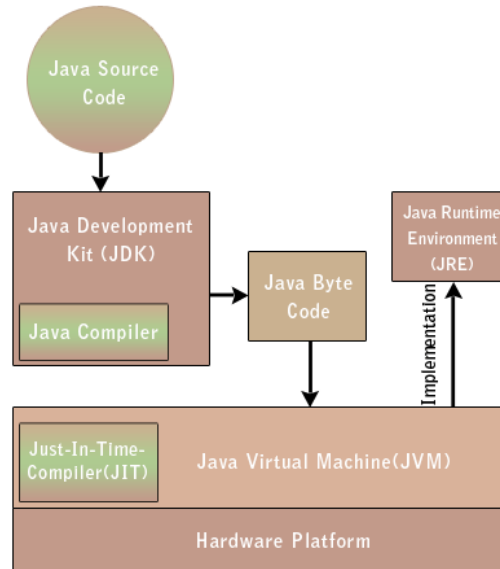 Java Source
Code
Java Development
Kit (JDK)
Java Compiler
Java Byte
Code
Java Runtime
Environment
(JRE)
Implementation
Just-In-Time-
Compiler(JIT)
Java Virtual Machine(JVM)
Hardware Platform